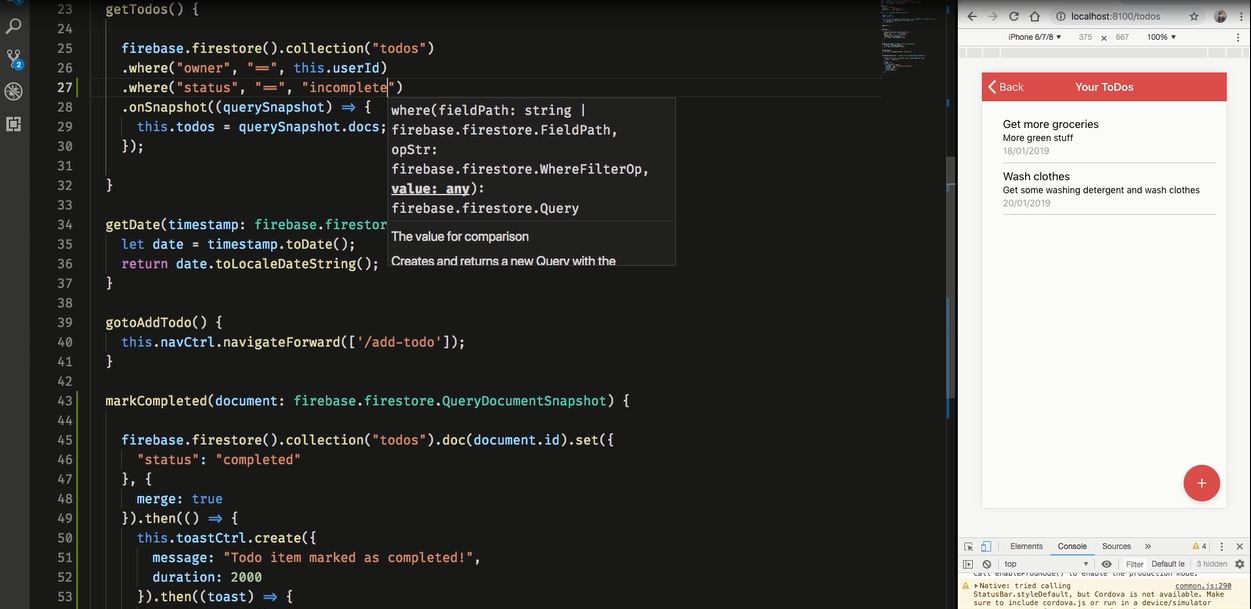 23 getTodos() {
24
25 firebase.firestore().collection("todos")
26 .where("owner", "==", this.userId)
27 .where("status", "==", "incomplete")
28 .onSnapshot((querySnapshot) => {
29 this.todos = querySnapshot.docs;
30 });
31
32 }
33
34 getDate(timestamp: firebase.firestor
35 let date = timestamp.toDate();
36 return date.toLocaleDateString();
37 }
38
39 gotoAddTodo() {
40 this.navCtrl.navigateForward(['/add-todo']);
41 }
42
43 markCompleted(document: firebase.firestore.QueryDocumentSnapshot) {
44
45 firebase.firestore().collection("todos").doc(document.id).set({
46 "status": "completed"
47 }, {
48 merge: true
49 }).then(() => {
50 this.toastCtrl.create({
51 message: "Todo item marked as completed!",
52 duration: 2000
53 }).then((toast) => {
where(fieldPath: string |
firebase.firestore.FieldPath,
opStr:
firebase.firestore.WhereFilterOp,
value: any):
firebase.firestore.Query
The value for comparison
Creates and returns a new Query with the
2
localhost:8100/todos
iPhone 6/7/8 ▾ 375 x 667 100% ▾
Back Your ToDos
Get more groceries
More green stuff
18/01/2019
Wash clothes
Get some washing detergent and wash clothes
20/01/2019
+
Elements Console Sources » 4
top Filter Default le 3 hidden
Call enableProdMode() to enable the production mode.
Native: tried calling common.js:290
StatusBar.styleDefault, but Cordova is not available. Make
sure to include cordova.js or run in a device/simulator